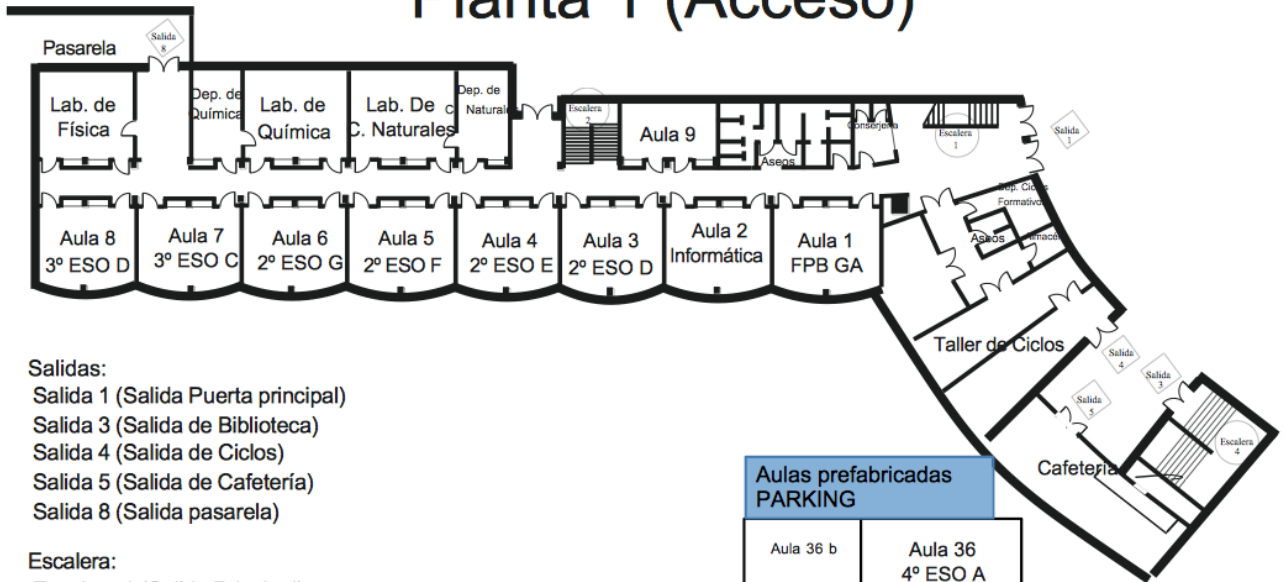 Planta 1 (Acceso)
Pasarela
Salida
8
Lab. de
Física
Dep. de
Química
Lab. de
Química
Lab. De
C. Naturales
Dep. de
C. Naturales
Escalera
2
Aula 9
Aseos
Conserjería
Escalera
1
Salida
1
Dep. Ciclos
Formativos
Aseos
Almacén
Aula 8
3º ESO D
Aula 7
3º ESO C
Aula 6
2º ESO G
Aula 5
2º ESO F
Aula 4
2º ESO E
Aula 3
2º ESO D
Aula 2
Informática
Aula 1
FPB GA
Taller de Ciclos
Salida
4
Salida
3
Salida
5
Escalera
4
Cafetería
Salidas:
Salida 1 (Salida Puerta principal)
Salida 3 (Salida de Biblioteca)
Salida 4 (Salida de Ciclos)
Salida 5 (Salida de Cafetería)
Salida 8 (Salida pasarela)
Escalera:
Aulas prefabricadas
PARKING
Aula 36 b
Aula 36
4º ESO A